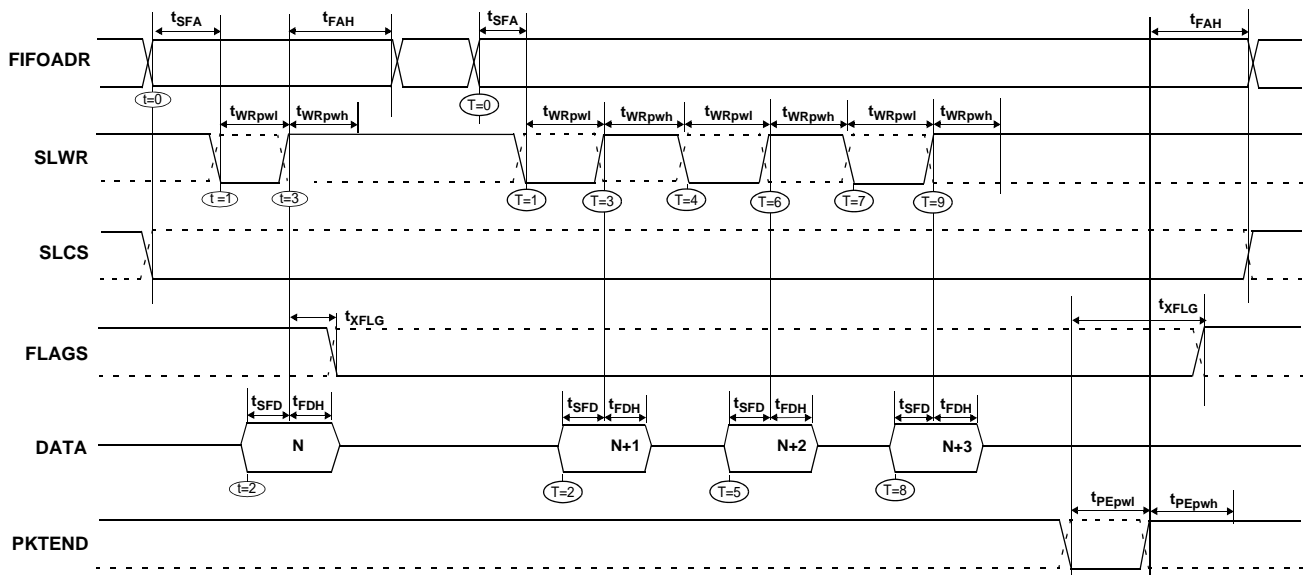 tSFA tFAH tSFA tFAH
FIFOADR
t=0 T=0
tWRpwl tWRpwh tWRpwl tWRpwh tWRpwl tWRpwh tWRpwl tWRpwh
SLWR
t =1 t=3 T=1 T=3 T=4 T=6 T=7 T=9
SLCS
tXFLG tXFLG
FLAGS
tSFD tFDH tSFD tFDH tSFD tFDH tSFD tFDH
DATA N N+1 N+2 N+3
t=2 T=2 T=5 T=8
tPEpwl tPEpwh
PKTEND